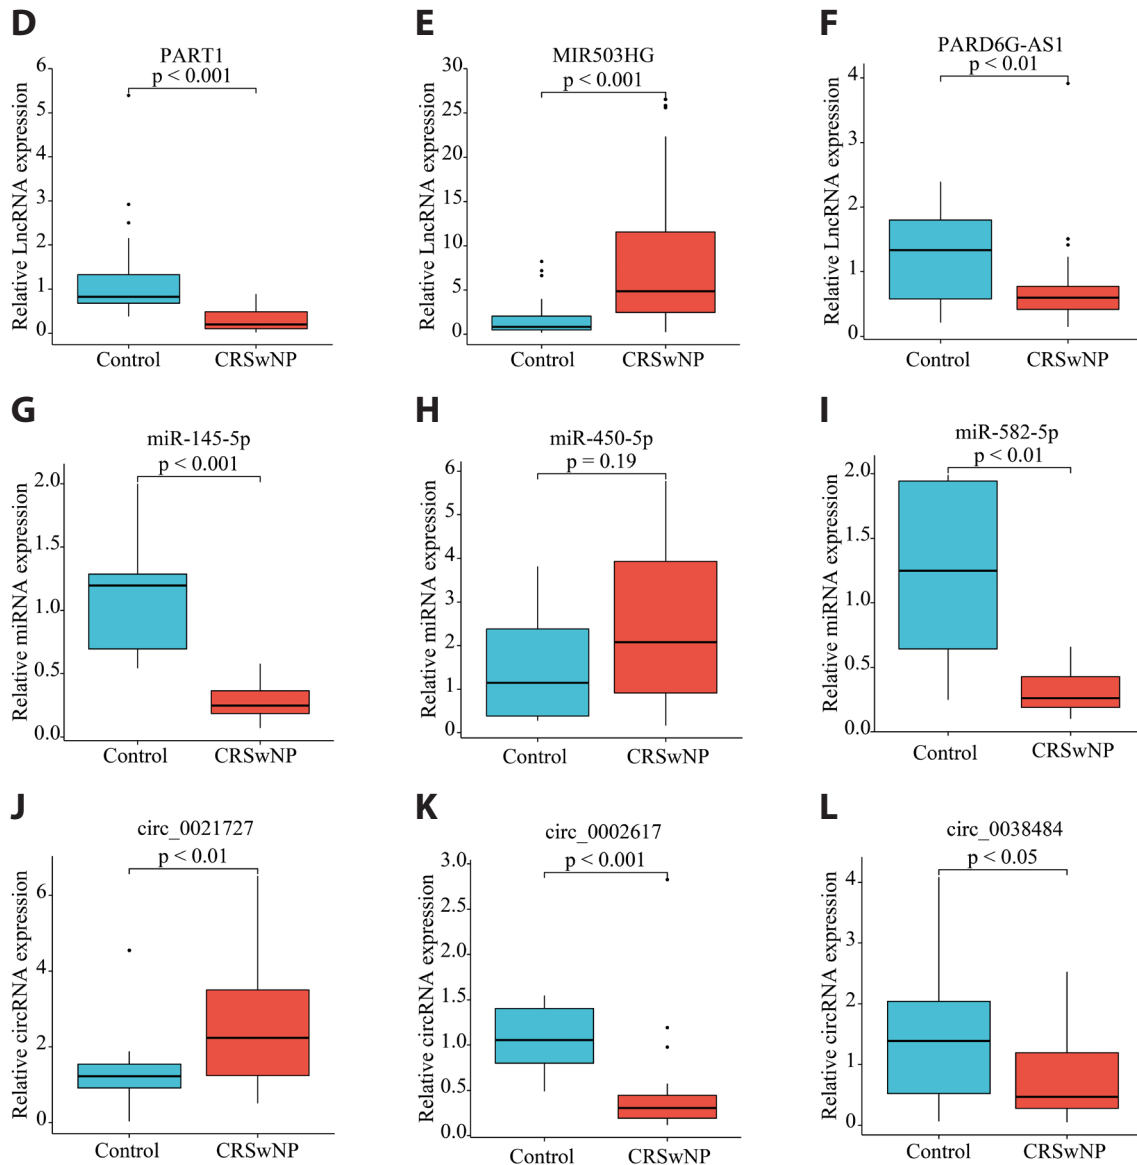 D
PART1
p < 0.001
Relative LncRNA expression
6
5
4
3
2
1
0
Control
CRSwNP
E
MIR503HG
p < 0.001
Relative LncRNA expression
30
25
20
15
10
5
0
Control
CRSwNP
F
PARD6G-AS1
p < 0.01
Relative LncRNA expression
4
3
2
1
0
Control
CRSwNP
G
miR-145-5p
p < 0.001
Relative miRNA expression
2.0
1.5
1.0
0.5
0.0
Control
CRSwNP
H
miR-450-5p
p = 0.19
Relative miRNA expression
6
5
4
3
2
1
0
Control
CRSwNP
I
miR-582-5p
p < 0.01
Relative miRNA expression
2.0
1.5
1.0
0.5
0.0
Control
CRSwNP
J
circ_0021727
p < 0.01
Relative circRNA expression
6
4
2
0
Control
CRSwNP
K
circ_0002617
p < 0.001
Relative circRNA expression
3.0
2.5
2.0
1.5
1.0
0.5
0.0
Control
CRSwNP
L
circ_0038484
p < 0.05
Relative circRNA expression
4
3
2
1
0
Control
CRSwNP